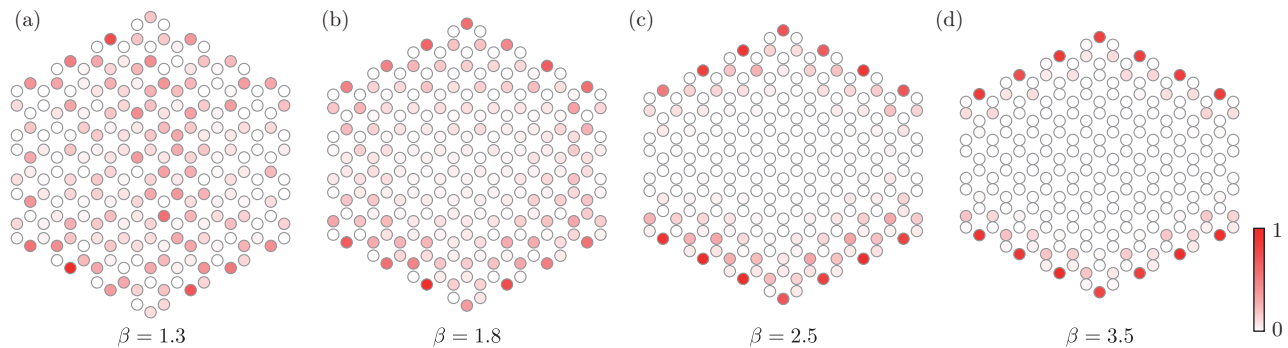 (a) (b) (c) (d)
1
0
β = 1.3 β = 1.8 β = 2.5 β = 3.5